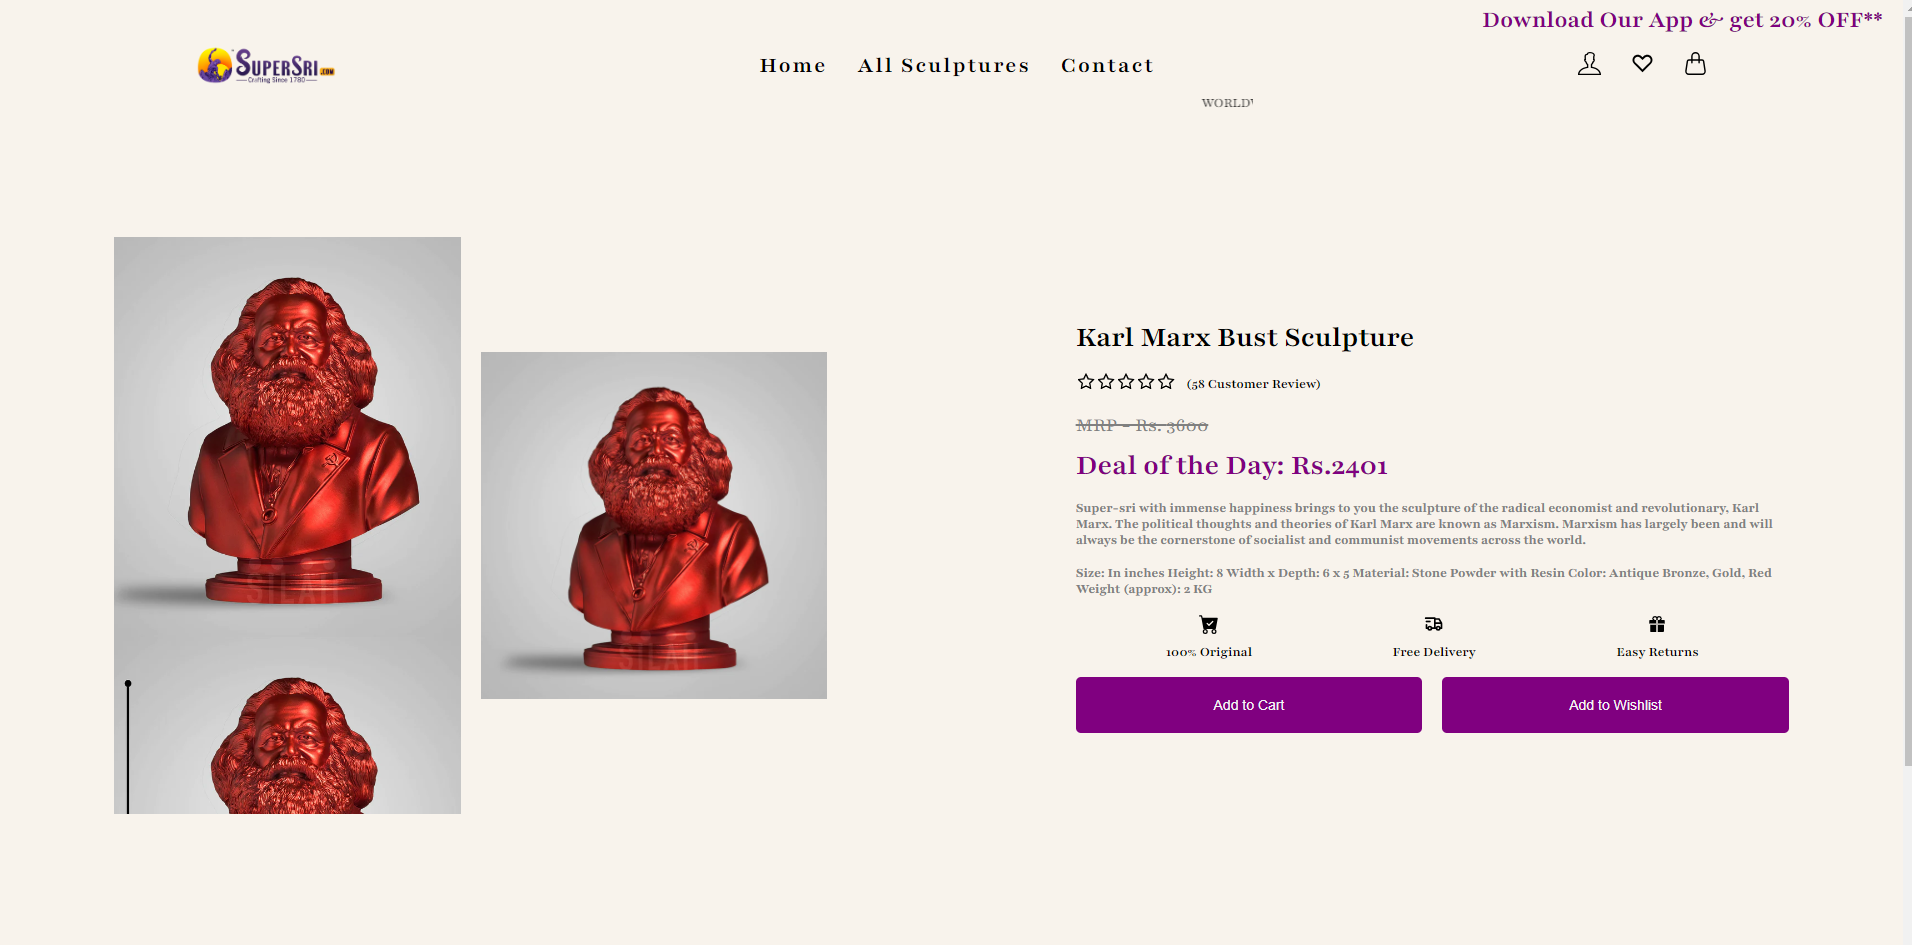 Download Our App & get 20% OFF**
SUPERSRI.COM
Crafting Since 1780
Home All Sculptures Contact
WORLD
Karl Marx Bust Sculpture
(58 Customer Review)
MRP - Rs. 3600
Deal of the Day: Rs.2401
Super-sri with immense happiness brings to you the sculpture of the radical economist and revolutionary, Karl
Marx. The political thoughts and theories of Karl Marx are known as Marxism. Marxism has largely been and will
always be the cornerstone of socialist and communist movements across the world.
Size: In inches Height: 8 Width x Depth: 6 x 5 Material: Stone Powder with Resin Color: Antique Bronze, Gold, Red
Weight (approx): 2 KG
100% Original Free Delivery Easy Returns
Add to Cart Add to Wishlist